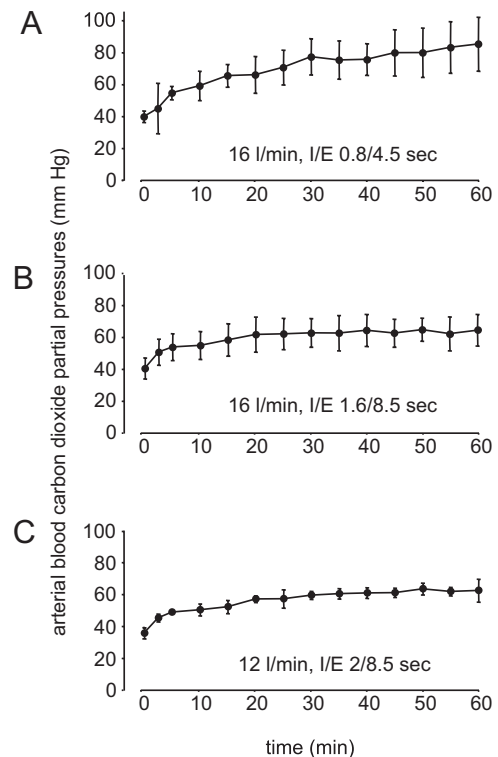 A
100
80
60
40
20
0
16 l/min, I/E 0.8/4.5 sec
0 10 20 30 40 50 60
arterial blood carbon dioxide partial pressures (mm Hg)
B
100
80
60
40
20
0
16 l/min, I/E 1.6/8.5 sec
0 10 20 30 40 50 60
C
100
80
60
40
20
0
12 l/min, I/E 2/8.5 sec
0 10 20 30 40 50 60
time (min)